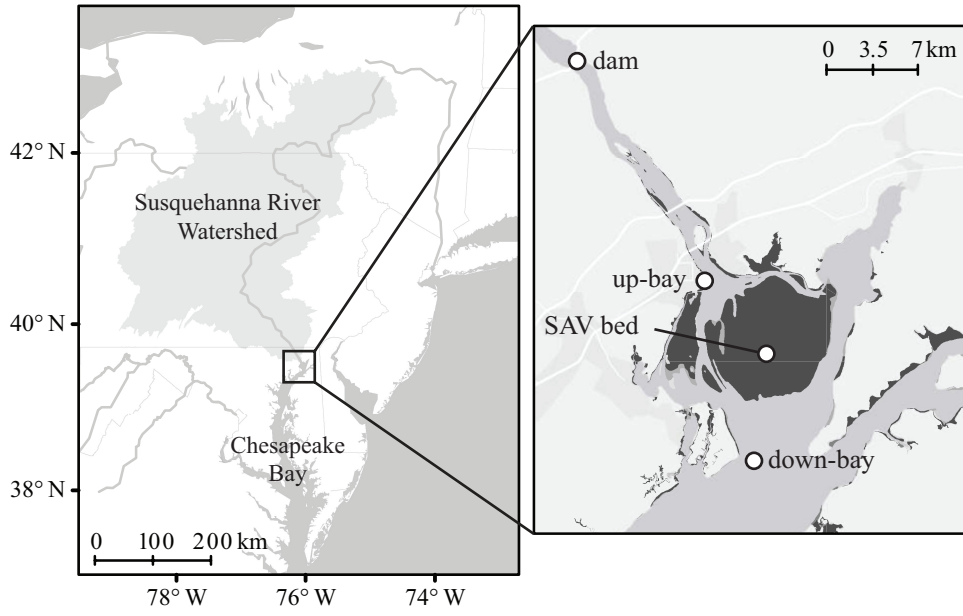 42° N
40° N
38° N
Susquehanna River
Watershed
Chesapeake
Bay
0 100 200 km
78° W 76° W 74° W
dam
0 3.5 7 km
up-bay
SAV bed
down-bay